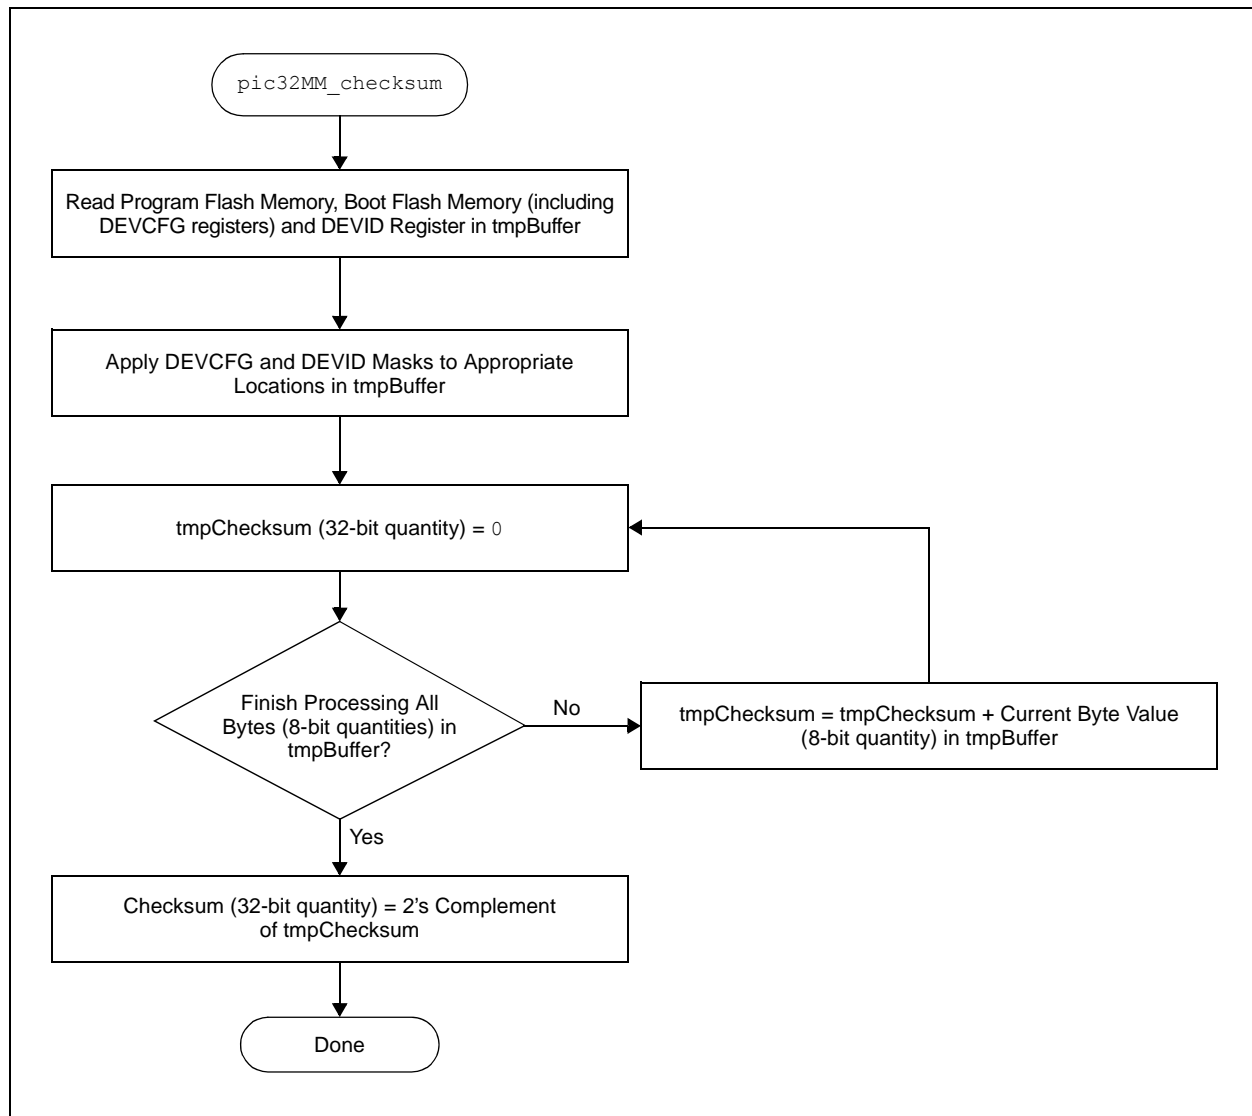 pic32MM_checksum
Read Program Flash Memory, Boot Flash Memory (including
DEVCFG registers) and DEVID Register in tmpBuffer
Apply DEVCFG and DEVID Masks to Appropriate
Locations in tmpBuffer
tmpChecksum (32-bit quantity) = 0
Finish Processing All
Bytes (8-bit quantities) in
tmpBuffer?
No
tmpChecksum = tmpChecksum + Current Byte Value
(8-bit quantity) in tmpBuffer
Yes
Checksum (32-bit quantity) = 2's Complement
of tmpChecksum
Done